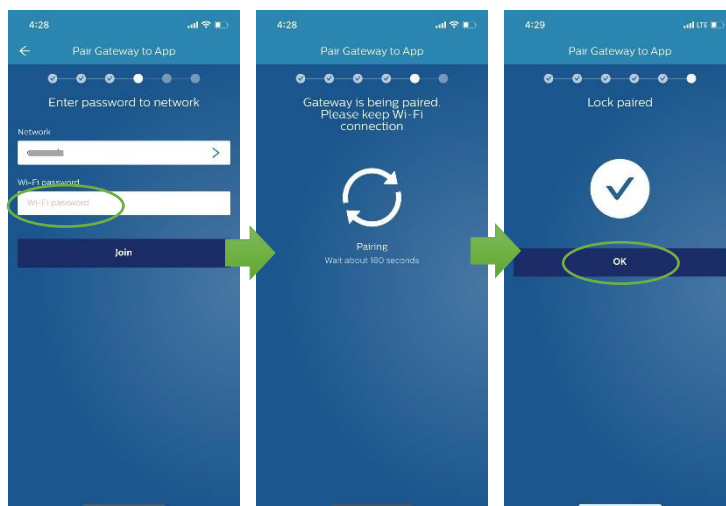 4:28
Pair Gateway to App
Enter password to network
Network
Wi-Fi password
Wi-Fi password
Join
4:28
Pair Gateway to App
Gateway is being paired.
Please keep Wi-Fi
connection
Pairing
Wait about 180 seconds
4:29
LTE
Pair Gateway to App
Lock paired
OK